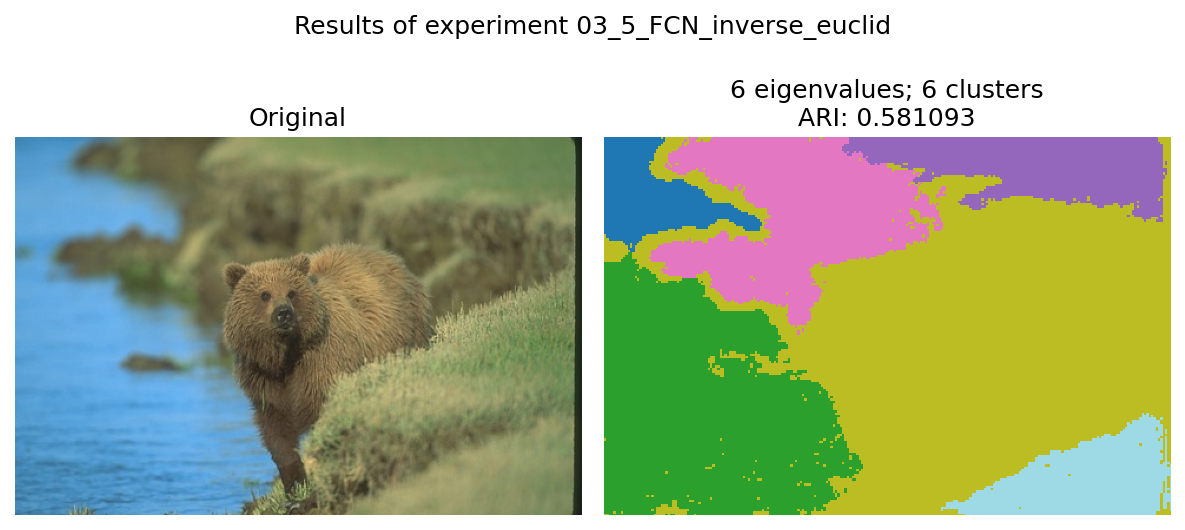 Results of experiment 03_5_FCN_inverse_euclid
Original
6 eigenvalues; 6 clusters
ARI: 0.581093